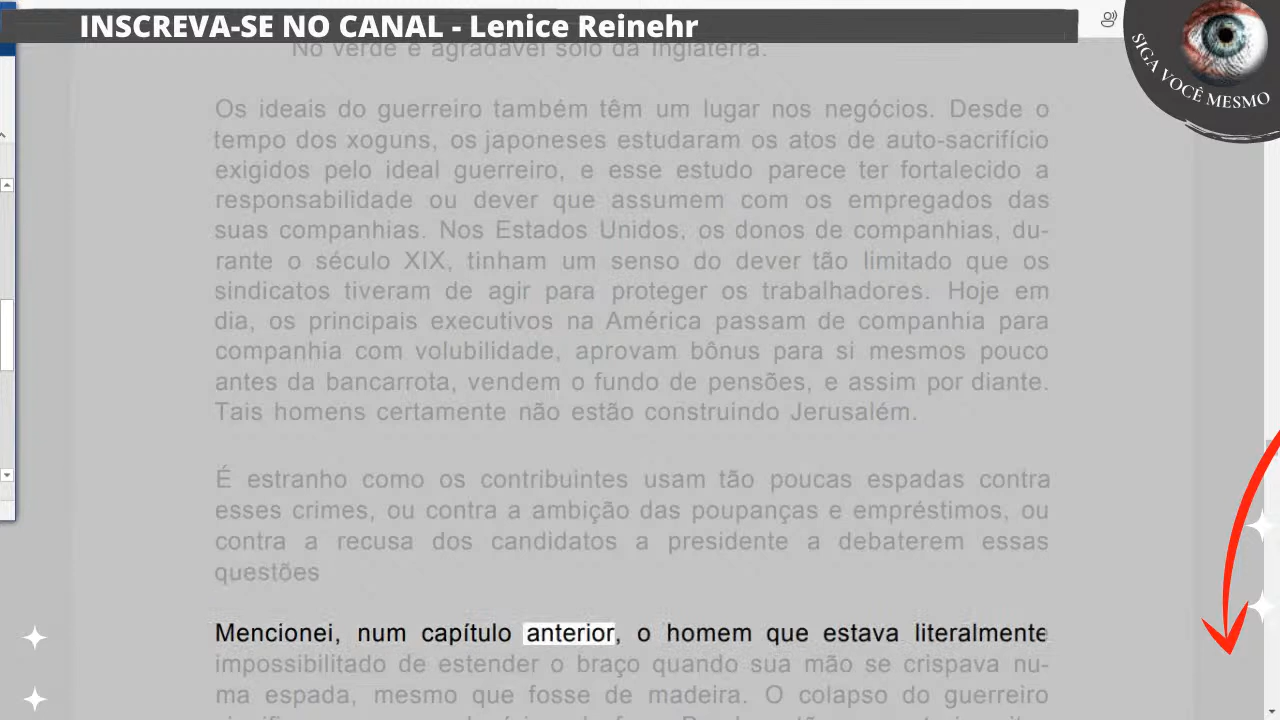 INSCREVA-SE NO CANAL - Lenice Reinehr
SIGA VOCÊ MESMO
No verde e agradável solo da Inglaterra.
Os ideais do guerreiro também têm um lugar nos negócios. Desde o
tempo dos xoguns, os japoneses estudaram os atos de auto-sacrifício
exigidos pelo ideal guerreiro, e esse estudo parece ter fortalecido a
responsabilidade ou dever que assumem com os empregados das
suas companhias. Nos Estados Unidos, os donos de companhias, du-
rante o século XIX, tinham um senso do dever tão limitado que os
sindicatos tiveram de agir para proteger os trabalhadores. Hoje em
dia, os principais executivos na América passam de companhia para
companhia com volubilidade, aprovam bônus para si mesmos pouco
antes da bancarrota, vendem o fundo de pensões, e assim por diante.
Tais homens certamente não estão construindo Jerusalém.
É estranho como os contribuintes usam tão poucas espadas contra
esses crimes, ou contra a ambição das poupanças e empréstimos, ou
contra a recusa dos candidatos a presidente a debaterem essas
questões
Mencionei, num capítulo anterior, o homem que estava literalmente
impossibilitado de estender o braço quando sua mão se crispava nu-
ma espada, mesmo que fosse de madeira. O colapso do guerreiro